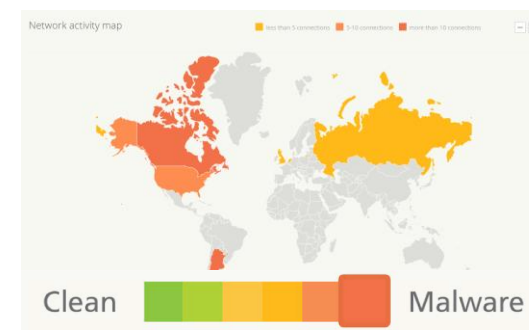 Network activity map
less than 5 connections 5-10 connections more than 10 connections
Clean Malware